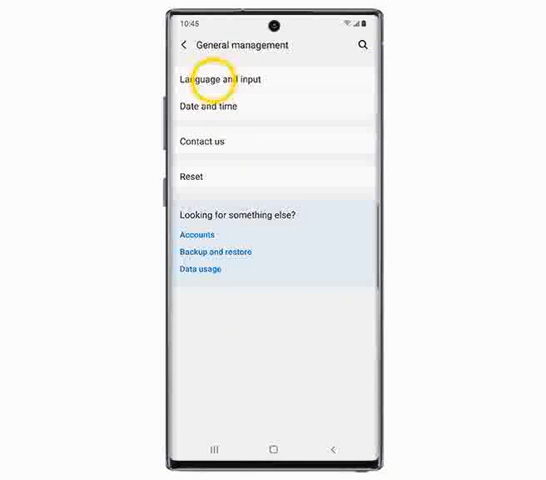 10:45
General management
Language and input
Date and time
Contact us
Reset
Looking for something else?
Accounts
Backup and restore
Data usage